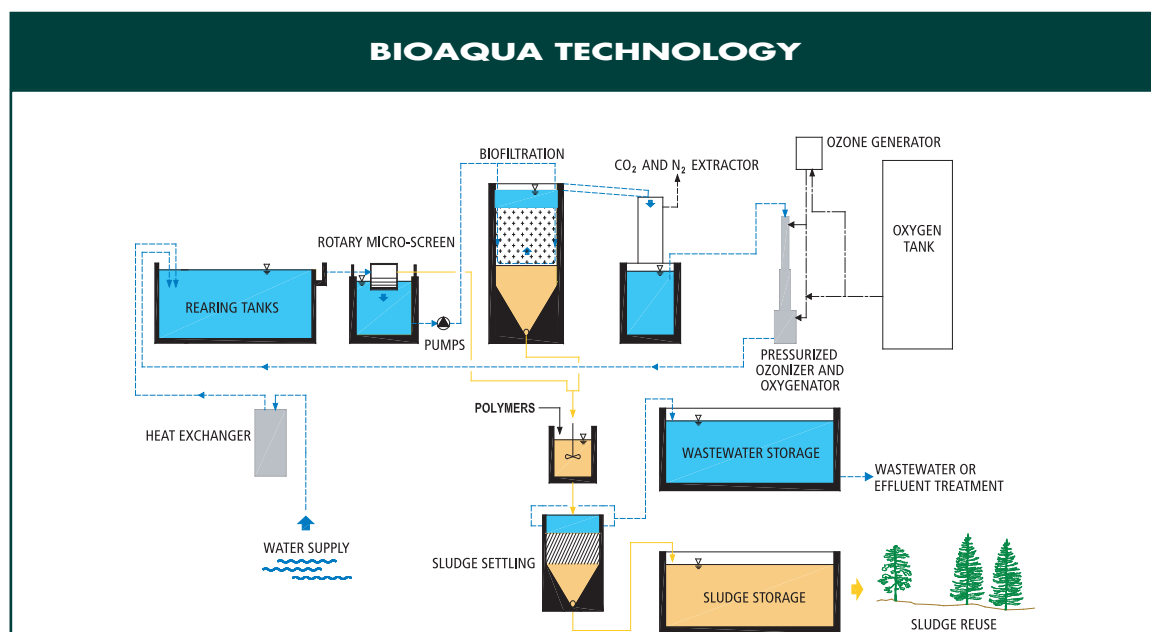 BIOAQUA TECHNOLOGY
OZONE GENERATOR
BIOFILTRATION
CO₂ AND N₂ EXTRACTOR
OXYGEN
TANK
ROTARY MICRO-SCREEN
REARING TANKS
PUMPS
PRESSURIZED
OZONIZER AND
OXYGENATOR
POLYMERS
HEAT EXCHANGER
WASTEWATER STORAGE
WASTEWATER OR
EFFLUENT TREATMENT
WATER SUPPLY
SLUDGE SETTLING
SLUDGE STORAGE
SLUDGE REUSE